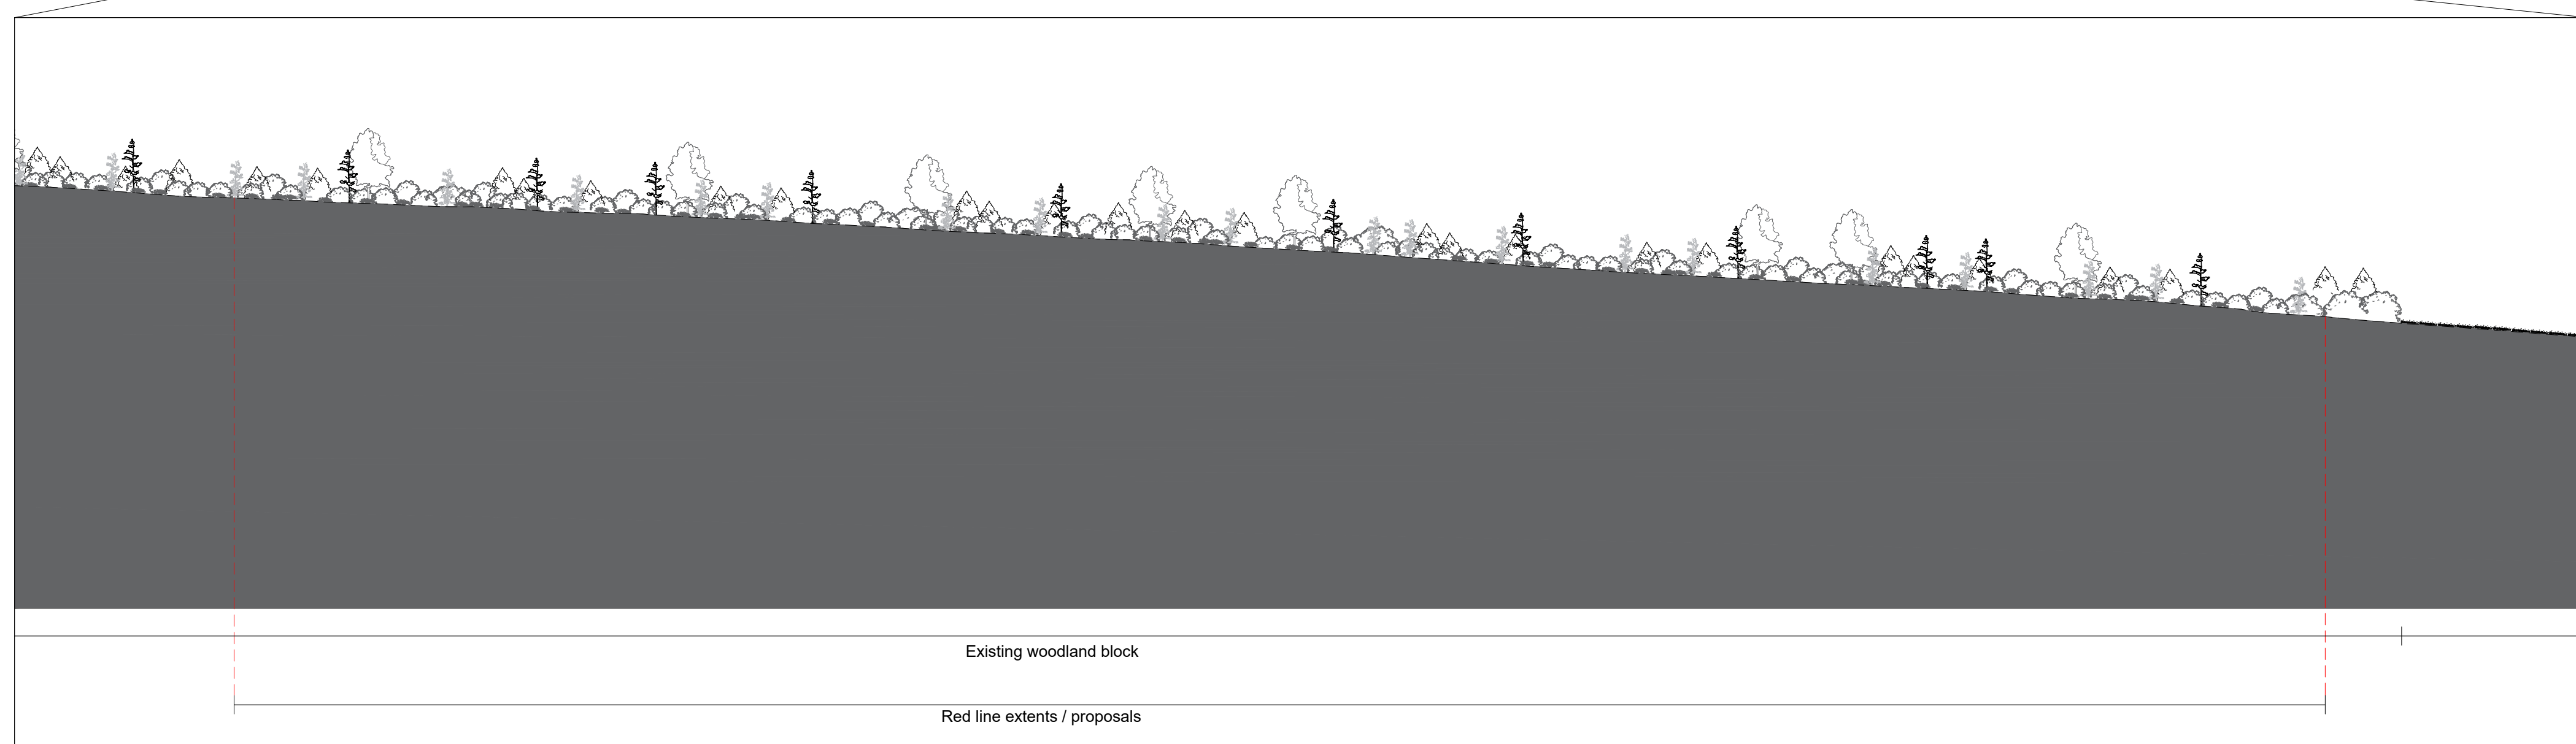 Existing woodland block
Red line extents / proposals